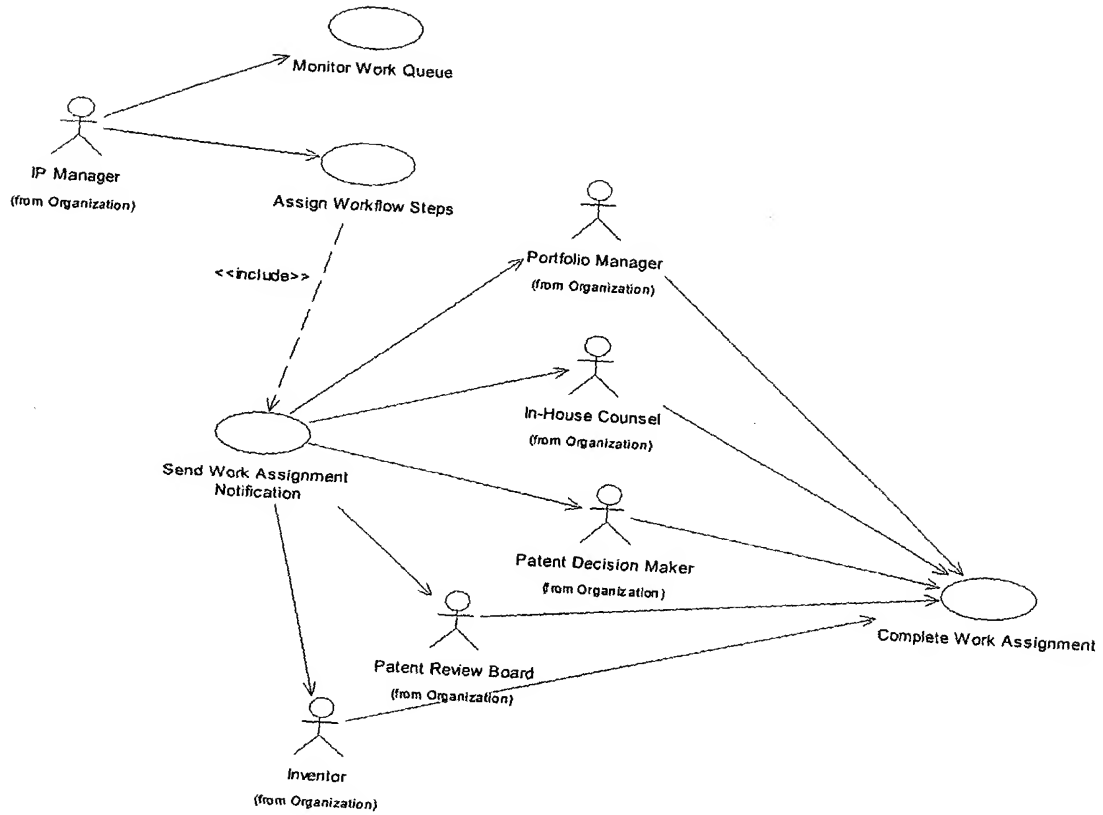 Monitor Work Queue
IP Manager
(from Organization)
Assign Workflow Steps
<<include>>
Portfolio Manager
(from Organization)
In-House Counsel
(from Organization)
Send Work Assignment
Notification
Patent Decision Maker
(from Organization)
Complete Work Assignment
Patent Review Board
(from Organization)
Inventor
(from Organization)